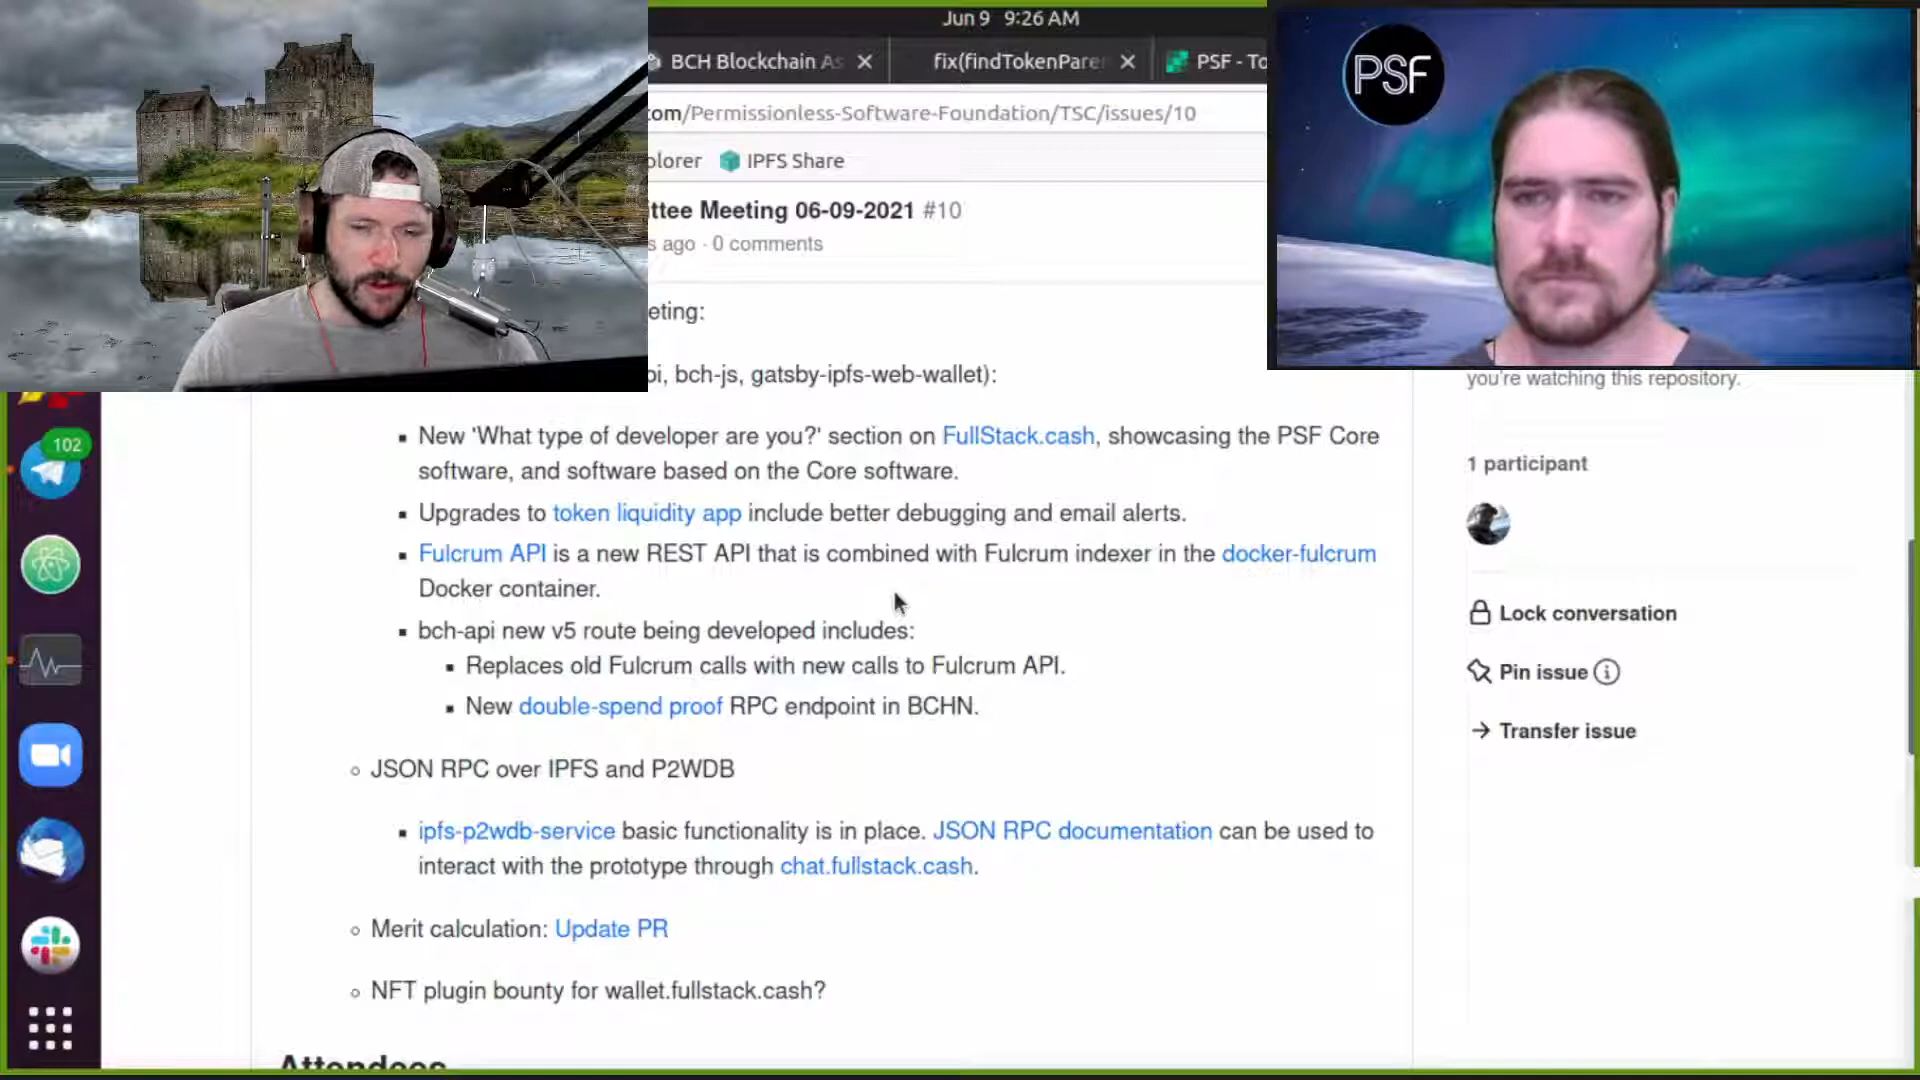 Jun 9 9:26 AM
BCH Blockchain As
fix(findTokenPare
PSF - To
PSF
com/Permissionless-Software-Foundation/TSC/issues/10
plorer
IPFS Share
ttee Meeting 06-09-2021 #10
s ago · 0 comments
eting:
pi, bch-js, gatsby-ipfs-web-wallet):
you're watching this repository.
New 'What type of developer are you?' section on FullStack.cash, showcasing the PSF Core
software, and software based on the Core software.
Upgrades to token liquidity app include better debugging and email alerts.
Fulcrum API is a new REST API that is combined with Fulcrum indexer in the docker-fulcrum
Docker container.
bch-api new v5 route being developed includes:
Replaces old Fulcrum calls with new calls to Fulcrum API.
New double-spend proof RPC endpoint in BCHN.
JSON RPC over IPFS and P2WDB
ipfs-p2wdb-service basic functionality is in place. JSON RPC documentation can be used to
interact with the prototype through chat.fullstack.cash.
Merit calculation: Update PR
NFT plugin bounty for wallet.fullstack.cash?
Attendees
1 participant
Lock conversation
Pin issue
Transfer issue
102